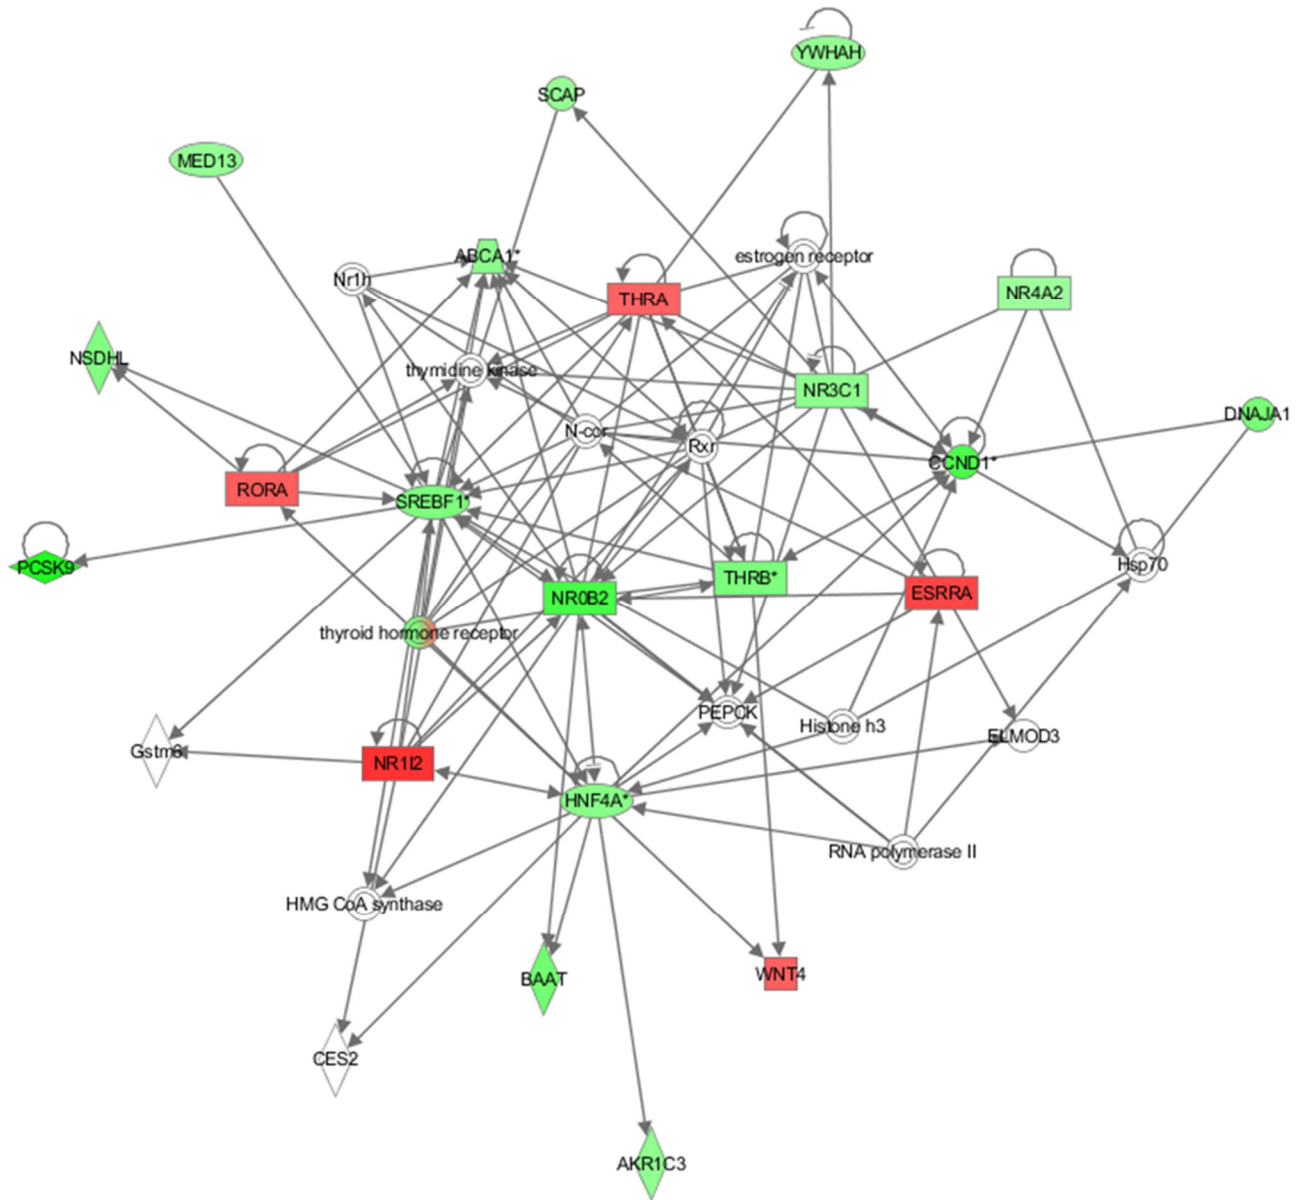 YWHAH
SCAP
MED13
ABCA1*
estrogen receptor
Nr1h
THRA
NR4A2
NSDHL
thymidine kinase
NR3C1
DNAJA1
N-cor
Rxr
CCND1*
RORA
SREBF1*
PCSK9
Hsp70
THRB*
NR0B2
ESRRA
thyroid hormone receptor
PEPCK
Histone h3
ELMOD3
Gstm3
NR1I2
HNF4A*
RNA polymerase II
HMG CoA synthase
WNT4
BAAT
CES2
AKR1C3